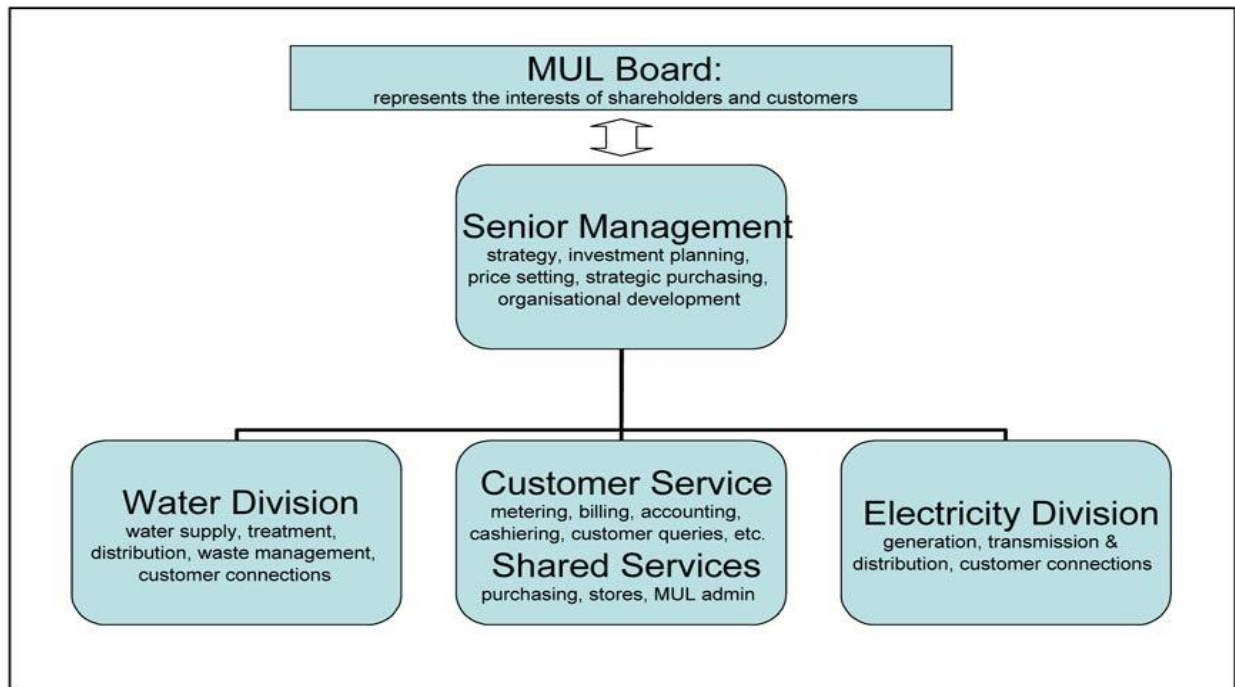 MUL Board:
represents the interests of shareholders and customers
Senior Management
strategy, investment planning,
price setting, strategic purchasing,
organisational development
Water Division
water supply, treatment,
distribution, waste management,
customer connections
Customer Service
metering, billing, accounting,
cashiering, customer queries, etc.
Shared Services
purchasing, stores, MUL admin
Electricity Division
generation, transmission &
distribution, customer connections